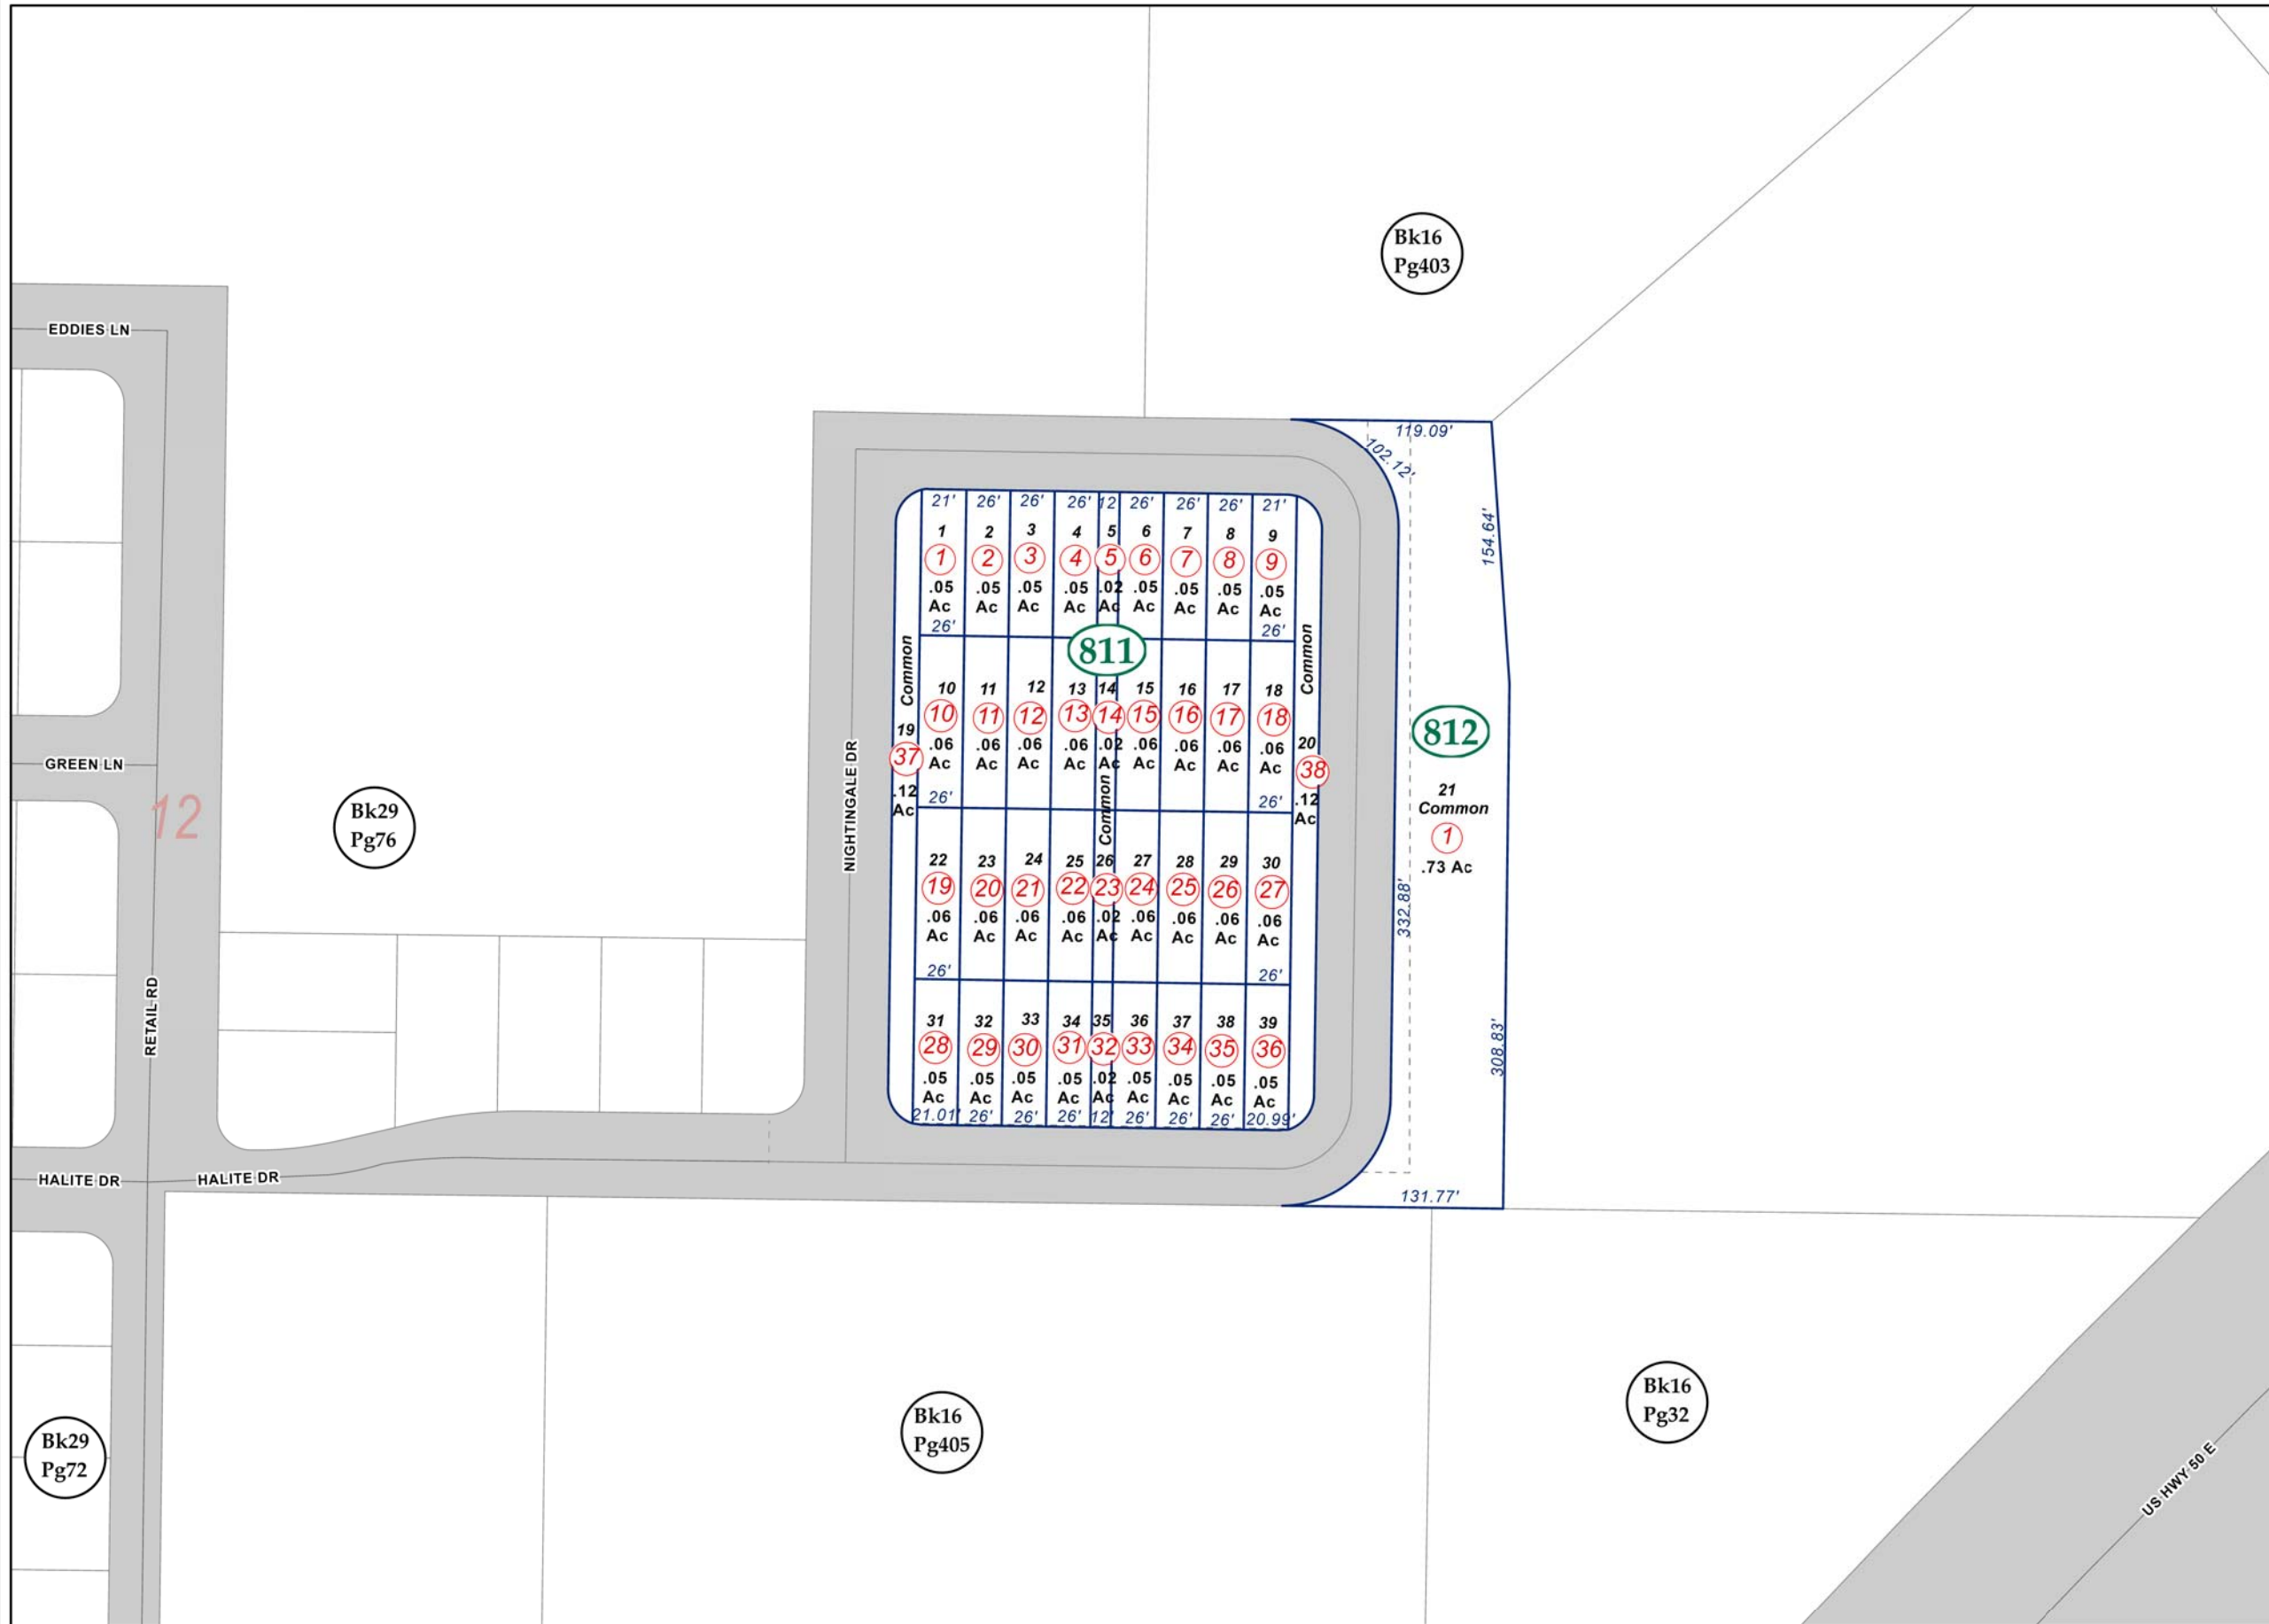 Bk16
Pg403
EDDIES LN
119.09'
102.12'
154.64'
21' 26' 26' 26' 12 26' 26' 26' 21'
1 2 3 4 5 6 7 8 9
1 2 3 4 5 6 7 8 9
.05 .05 .05 .05 .02 .05 .05 .05 .05
Ac Ac Ac Ac Ac Ac Ac Ac Ac
26' 26'
811
Common
Common
10 11 12 13 14 15 16 17 18
10 11 12 13 14 15 16 17 18
.06 .06 .06 .06 .02 .06 .06 .06 .06
Ac Ac Ac Ac Ac Ac Ac Ac Ac
19
37
.12
Ac
20
38
.12
Ac
26' 26'
Common
812
21
Common
1
.73 Ac
GREEN LN
12
Bk29
Pg76
NIGHTINGALE DR
22 23 24 25 26 27 28 29 30
19 20 21 22 23 24 25 26 27
.06 .06 .06 .06 .02 .06 .06 .06 .06
Ac Ac Ac Ac Ac Ac Ac Ac Ac
26' 26'
332.88'
RETAIL RD
31 32 33 34 35 36 37 38 39
28 29 30 31 32 33 34 35 36
.05 .05 .05 .05 .02 .05 .05 .05 .05
Ac Ac Ac Ac Ac Ac Ac Ac Ac
21.01' 26' 26' 26' 12' 26' 26' 26' 20.99'
308.83'
HALITE DR
HALITE DR
131.77'
Bk16
Pg32
Bk16
Pg405
Bk29
Pg72
US HWY 50 E